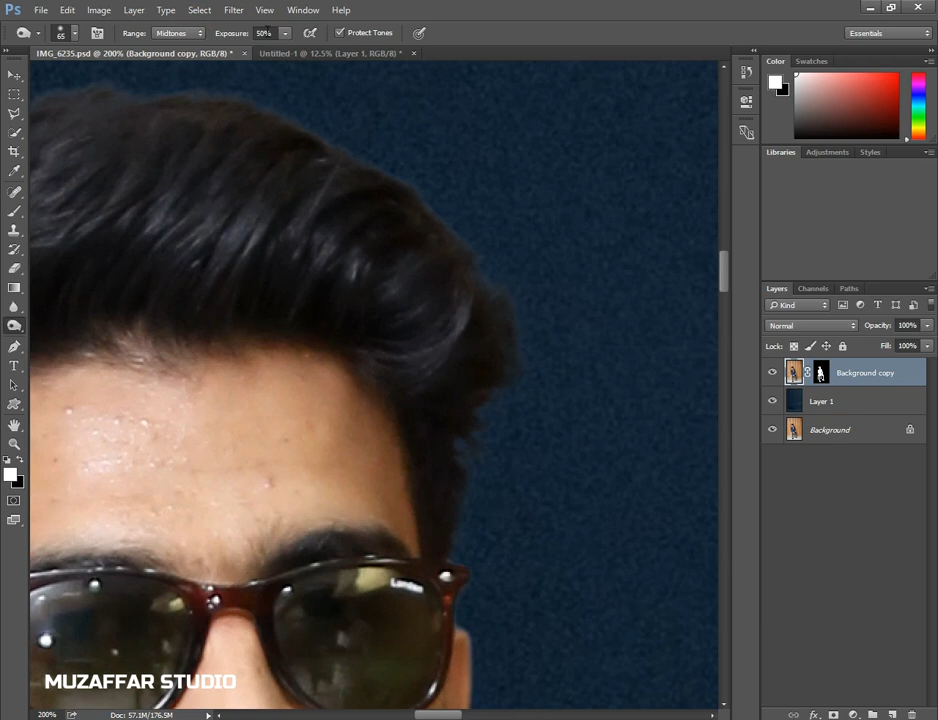 Ps File Edit Image Layer Type Select Filter View Window Help
65 Range: Midtones Exposure: 50% Protect Tones Essentials
IMG_6235.psd @ 200% (Background copy, RGB/8) * × Untitled-1 @ 12.5% (Layer 1, RGB/8) * ×
Color Swatches
Libraries Adjustments Styles
Layers Channels Paths
Kind
Normal Opacity: 100%
Lock: Fill: 100%
Background copy
Layer 1
Background
London
MUZAFFAR STUDIO
200% Doc: 57.1M/176.5M